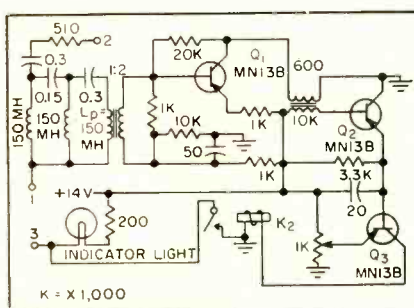 510
2
0.3
0.15
0.3
1:2
150 MH
150
MH
Lp=
150
MH
1
20K
1K
10K
50
1K
1K
Q1
MN13B
600
10K
Q2
MN13B
3.3K
20
+14V
200
3
INDICATOR LIGHT
K2
1K
Q3
MN13B
K = X 1,000